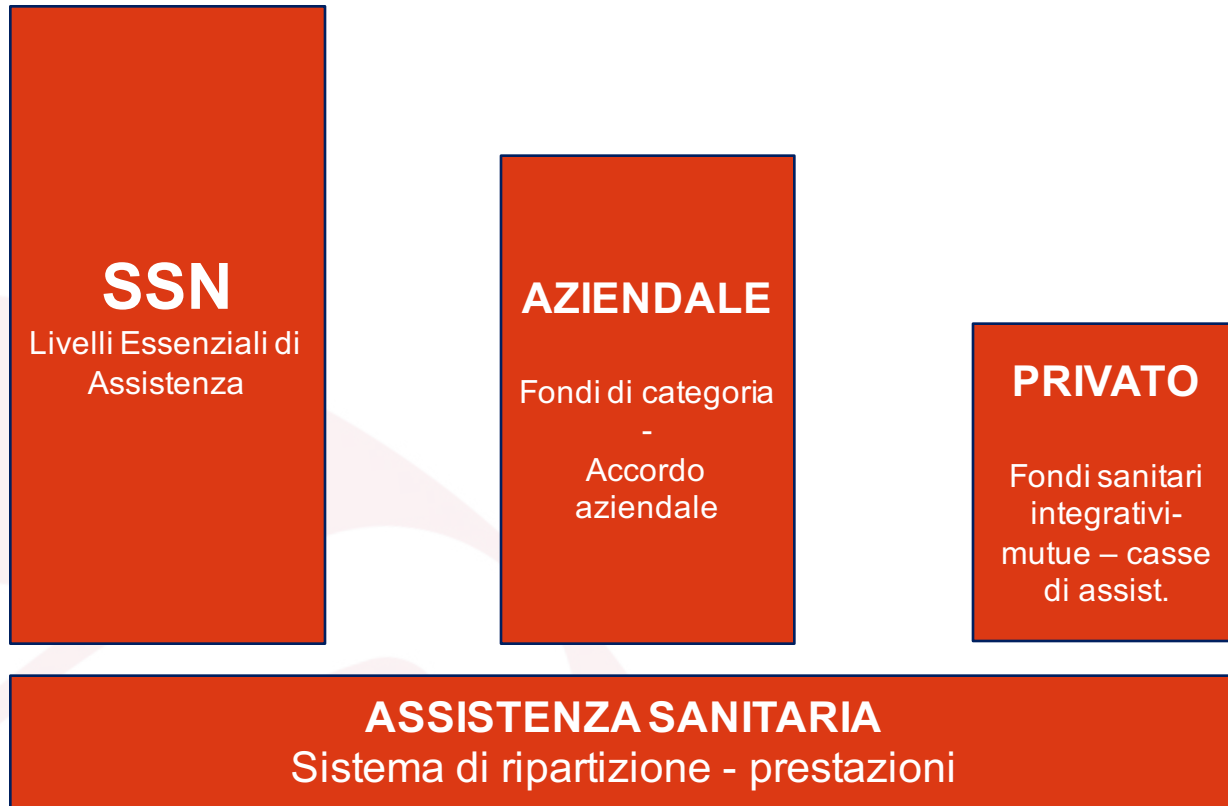 SSN
Livelli Essenziali di
Assistenza
AZIENDALE
Fondi di categoria
-
Accordo
aziendale
PRIVATO
Fondi sanitari
integrativi-
mutue – casse
di assist.
ASSISTENZA SANITARIA
Sistema di ripartizione - prestazioni